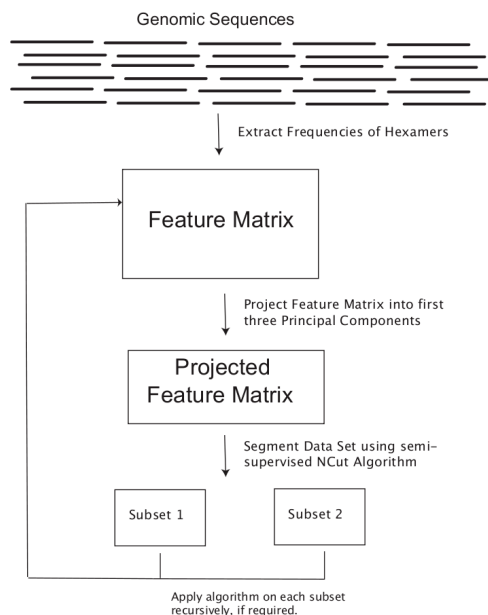 Genomic Sequences
Extract Frequencies of Hexamers
Feature Matrix
Project Feature Matrix into first
three Principal Components
Projected
Feature Matrix
Segment Data Set using semi-
supervised NCut Algorithm
Subset 1
Subset 2
Apply algorithm on each subset
recursively, if required.